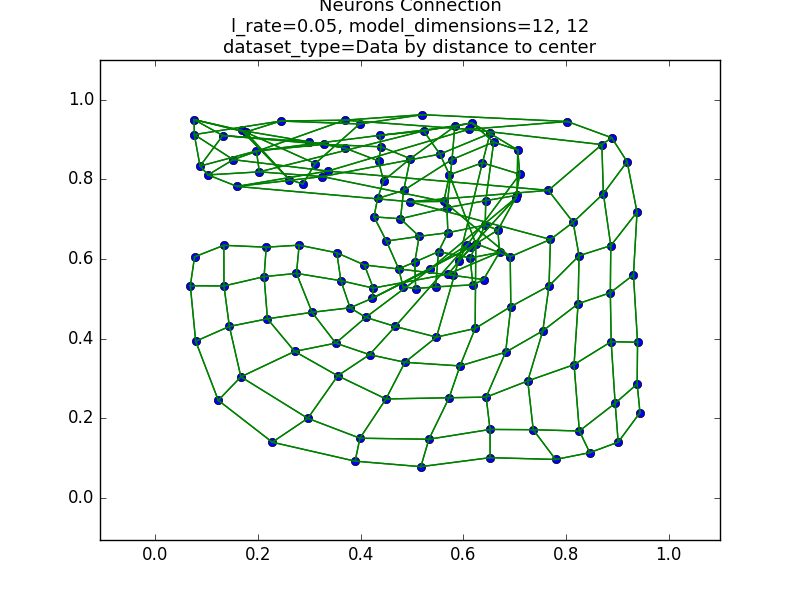 Neurons Connection
l_rate=0.05, model_dimensions=12, 12
dataset_type=Data by distance to center
1.0
0.8
0.6
0.4
0.2
0.0
0.0 0.2 0.4 0.6 0.8 1.0